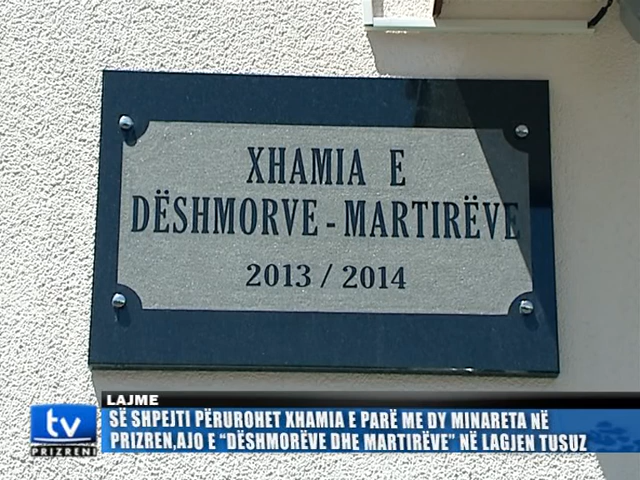 XHAMIA E
DËSHMORVE - MARTIRËVE
2013 / 2014
LAJME
SË SHPEJTI PËRUROHET XHAMIA E PARË ME DY MINARETA NË
PRIZREN,AJO E "DËSHMORËVE DHE MARTIRËVE" NË LAGJEN TUSUZ
tv
PRIZRENI